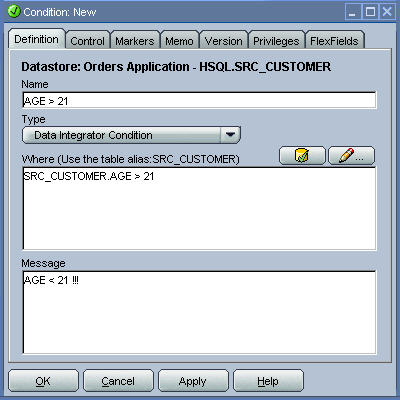 Condition: New
Definition Control Markers Memo Version Privileges FlexFields
Datastore: Orders Application - HSQL.SRC_CUSTOMER
Name
AGE > 21
Type
Data Integrator Condition
Where (Use the table alias:SRC_CUSTOMER)
...
SRC_CUSTOMER.AGE > 21
Message
AGE < 21 !!!
OK Cancel Apply Help